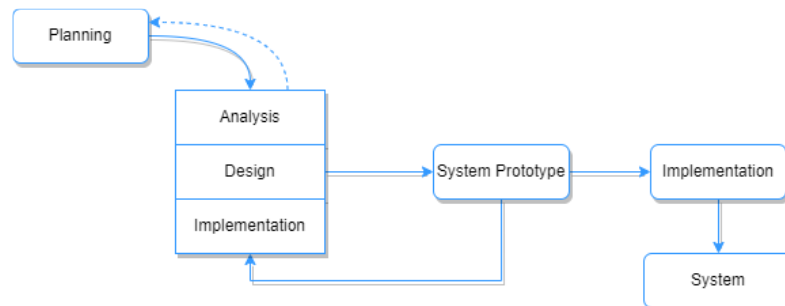 Planning
Analysis
Design
Implementation
System Prototype
Implementation
System